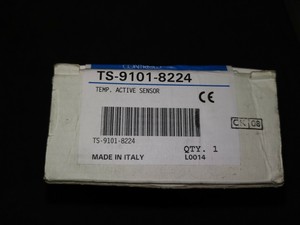 TS-9101-8224
TEMP. ACTIVE SENSOR
CE
TS-9101-8224
QTY. 1
MADE IN ITALY
L0014